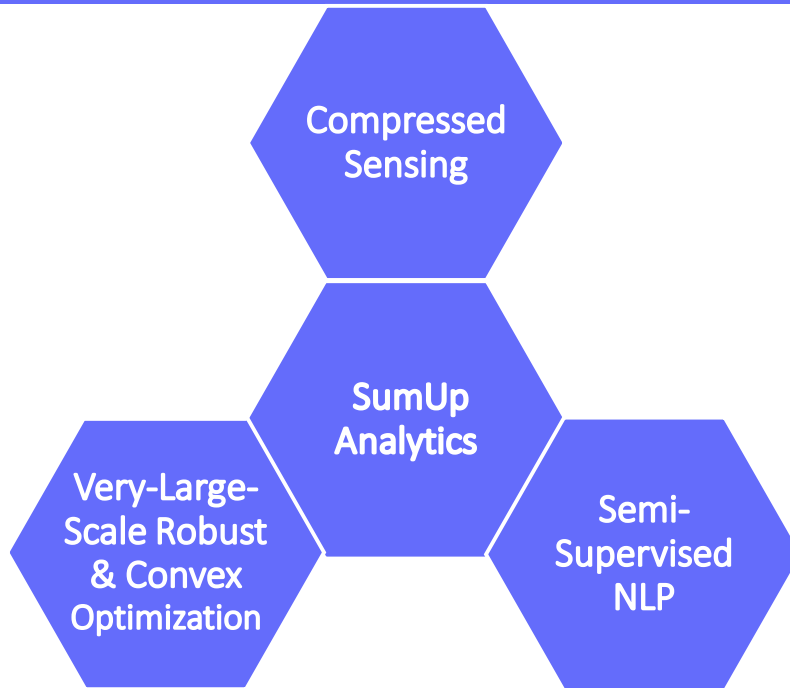 Compressed
Sensing
SumUp
Analytics
Very-Large-
Scale Robust
& Convex
Optimization
Semi-
Supervised
NLP